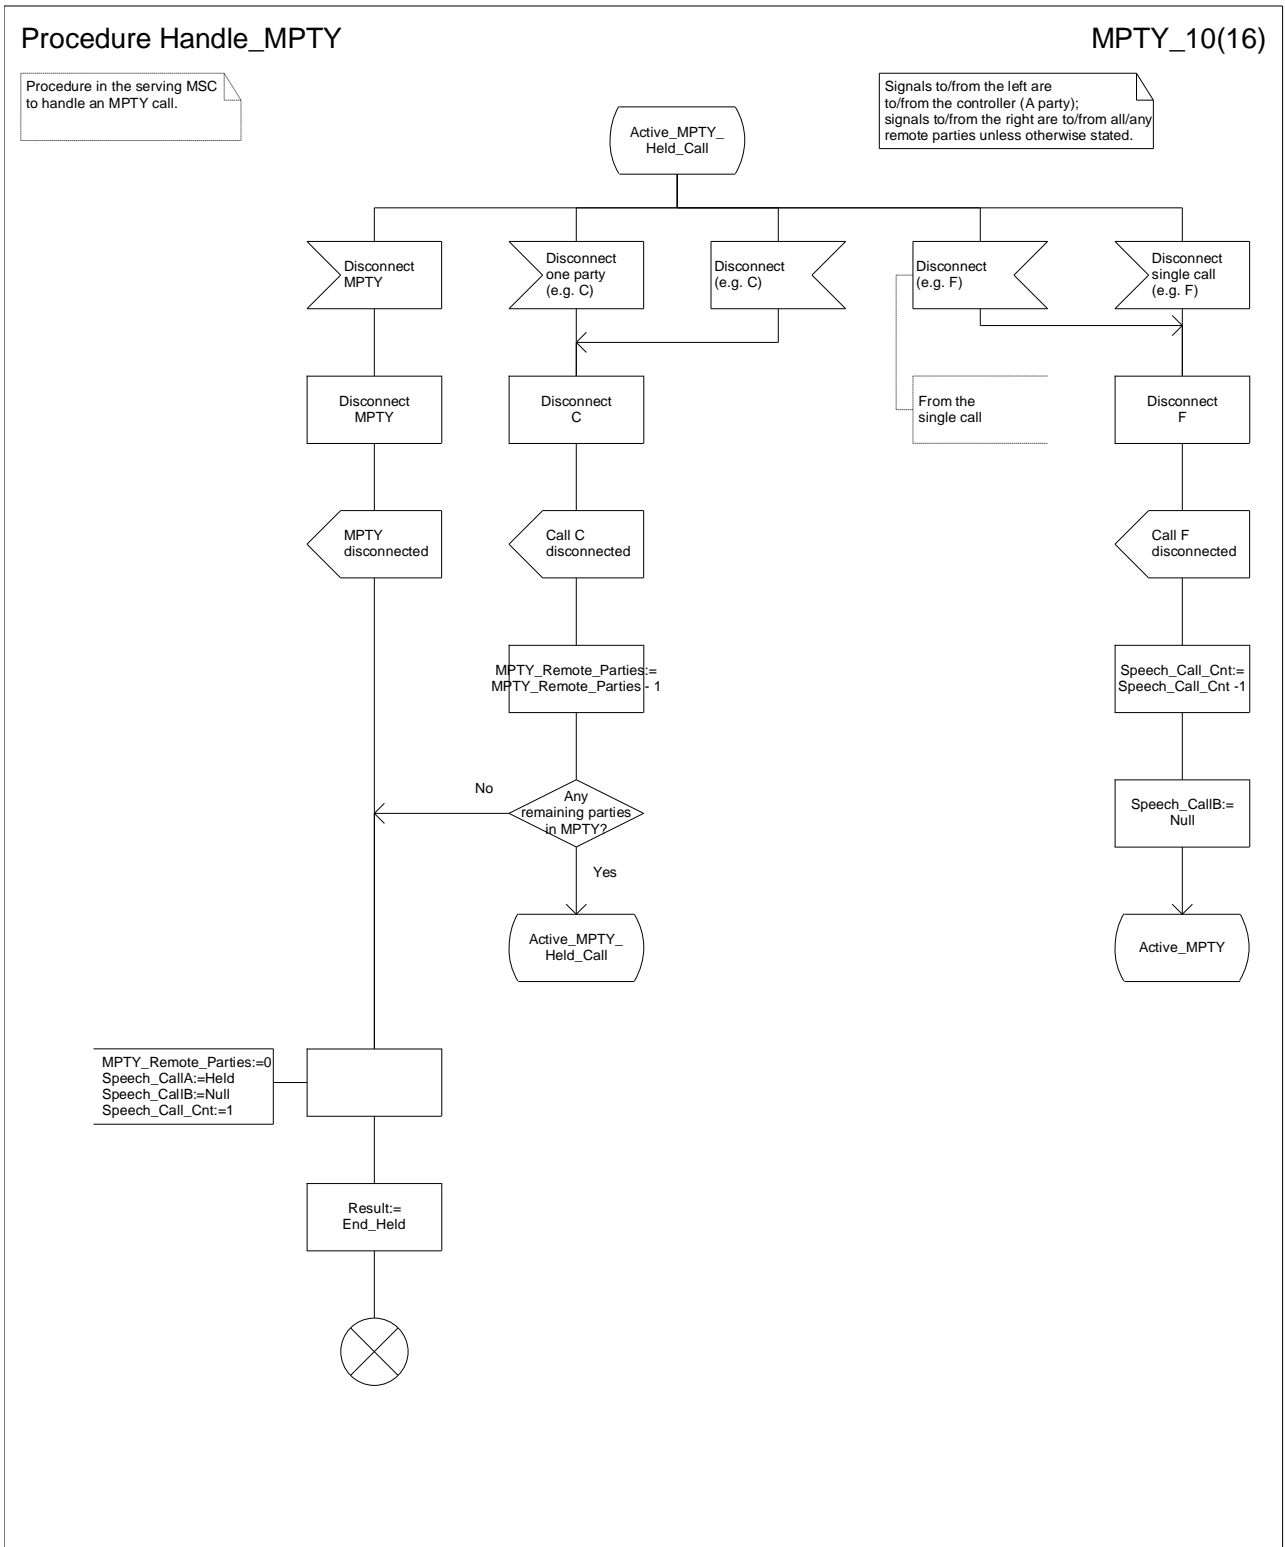 Procedure Handle_MPTY
MPTY_10(16)
Procedure in the serving MSC
to handle an MPTY call.
Signals to/from the left are
to/from the controller (A party);
signals to/from the right are to/from all/any
remote parties unless otherwise stated.
Active_MPTY_
Held_Call
Disconnect
MPTY
Disconnect
one party
(e.g. C)
Disconnect
(e.g. C)
Disconnect
(e.g. F)
Disconnect
single call
(e.g. F)
Disconnect
MPTY
Disconnect
C
From the
single call
Disconnect
F
MPTY
disconnected
Call C
disconnected
Call F
disconnected
MPTY_Remote_Parties:=
MPTY_Remote_Parties - 1
Speech_Call_Cnt:=
Speech_Call_Cnt -1
No
Any
remaining parties
in MPTY?
Yes
Speech_CallB:=
Null
Active_MPTY_
Held_Call
Active_MPTY
MPTY_Remote_Parties:=0
Speech_CallA:=Held
Speech_CallB:=Null
Speech_Call_Cnt:=1
Result:=
End_Held